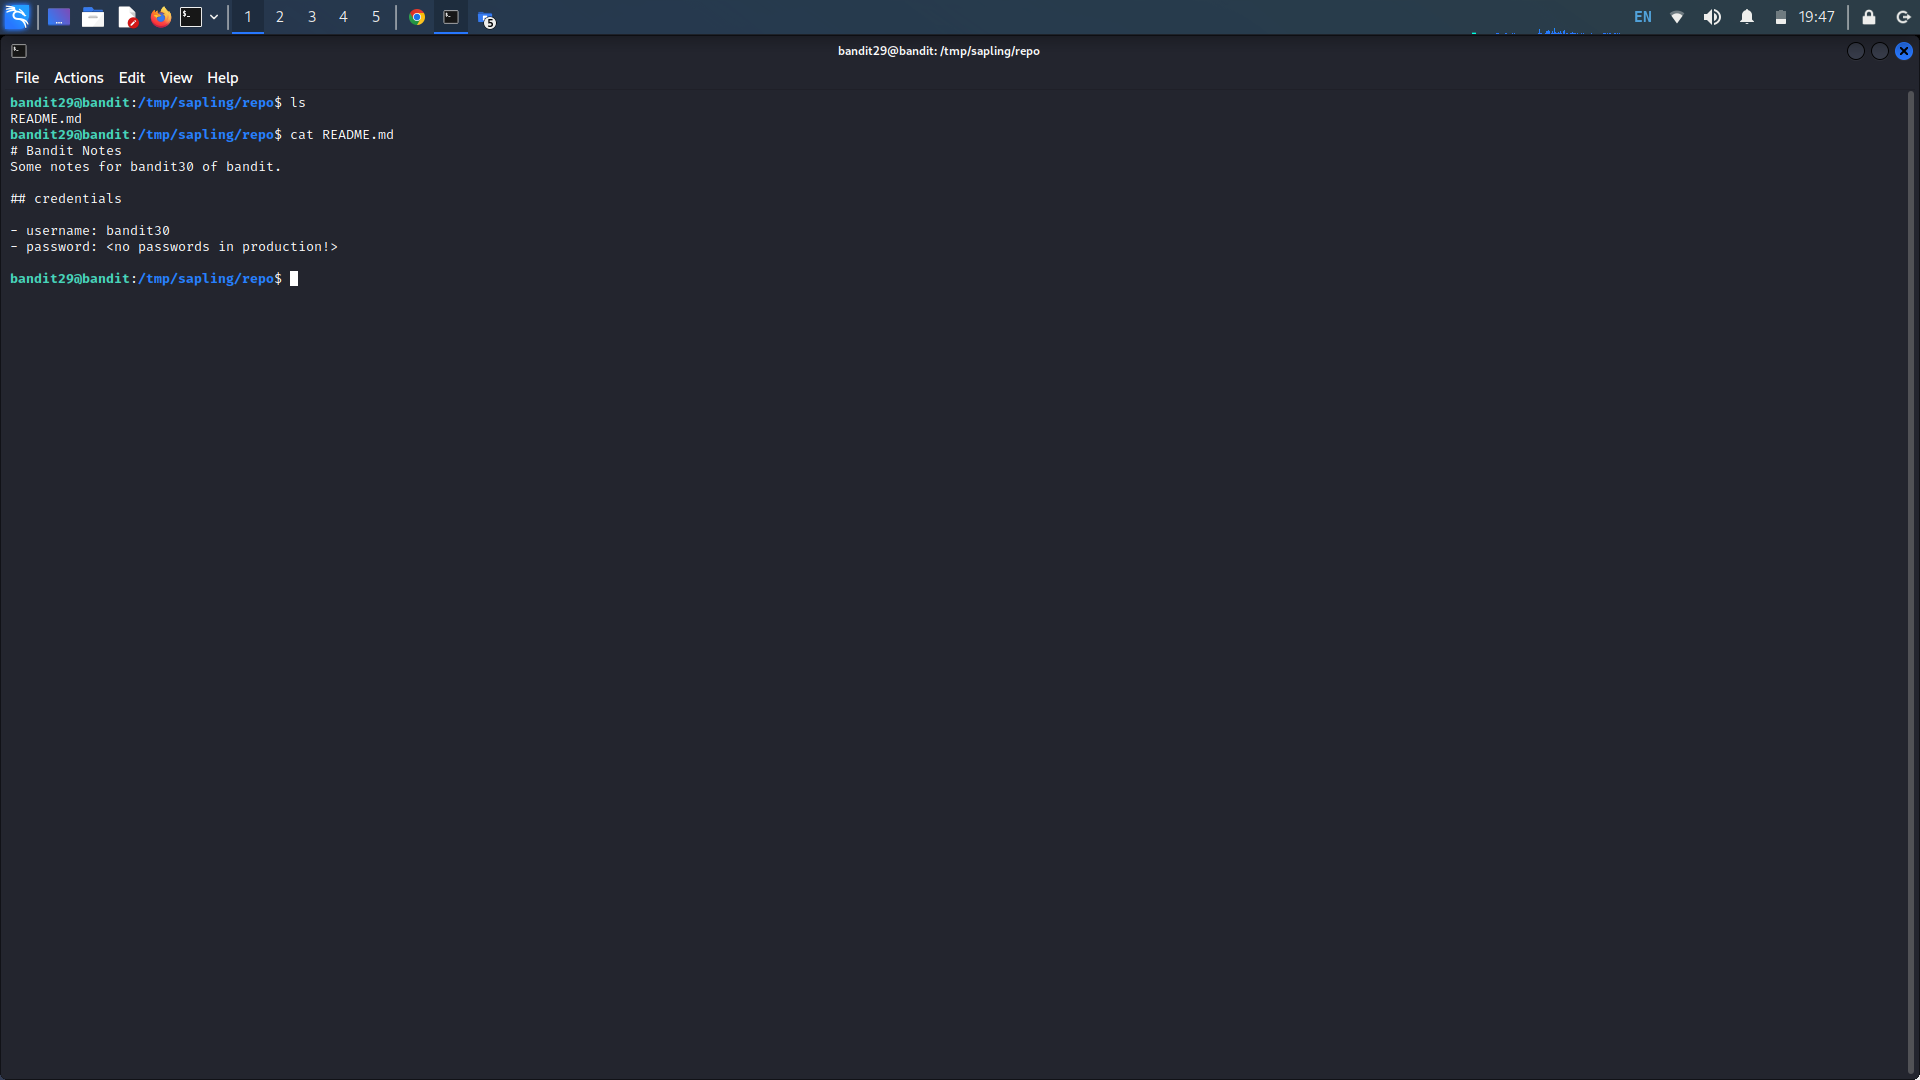 1 2 3 4 5 5 EN 19:47
bandit29@bandit: /tmp/sapling/repo
File Actions Edit View Help
bandit29@bandit:/tmp/sapling/repo$ ls
README.md
bandit29@bandit:/tmp/sapling/repo$ cat README.md
# Bandit Notes
Some notes for bandit30 of bandit.
## credentials
- username: bandit30
- password: <no passwords in production!>
bandit29@bandit:/tmp/sapling/repo$